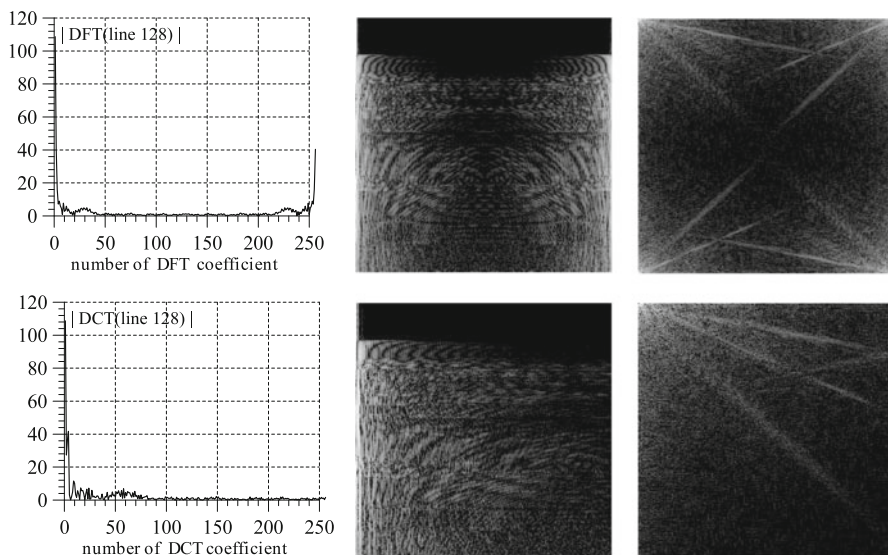 120
| DFT(line 128) |
100
80
60
40
20
0
0 50 100 150 200 250
number of DFT coefficient
120
| DCT(line 128) |
100
80
60
40
20
0
0 50 100 150 200 250
number of DCT coefficient